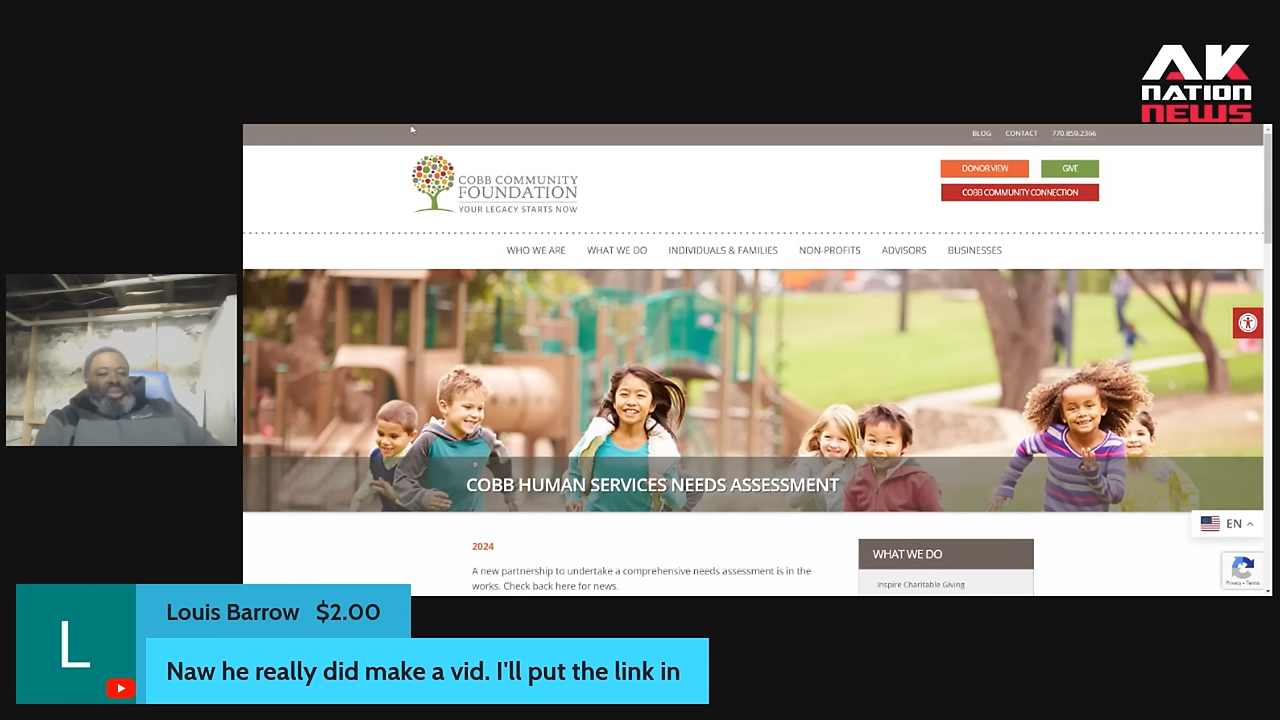 AK
NATION
NEWS
BLOG CONTACT 770.859.2366
COBB COMMUNITY
FOUNDATION
YOUR LEGACY STARTS NOW
DONORVIEW GIVE
COBB COMMUNITY CONNECTION
WHO WE ARE WHAT WE DO INDIVIDUALS & FAMILIES NON-PROFITS ADVISORS BUSINESSES
COBB HUMAN SERVICES NEEDS ASSESSMENT
EN
2024
A new partnership to undertake a comprehensive needs assessment is in the
works. Check back here for news.
WHAT WE DO
Inspire Charitable Giving
Privacy - Terms
L
Louis Barrow $2.00
Naw he really did make a vid. I'll put the link in